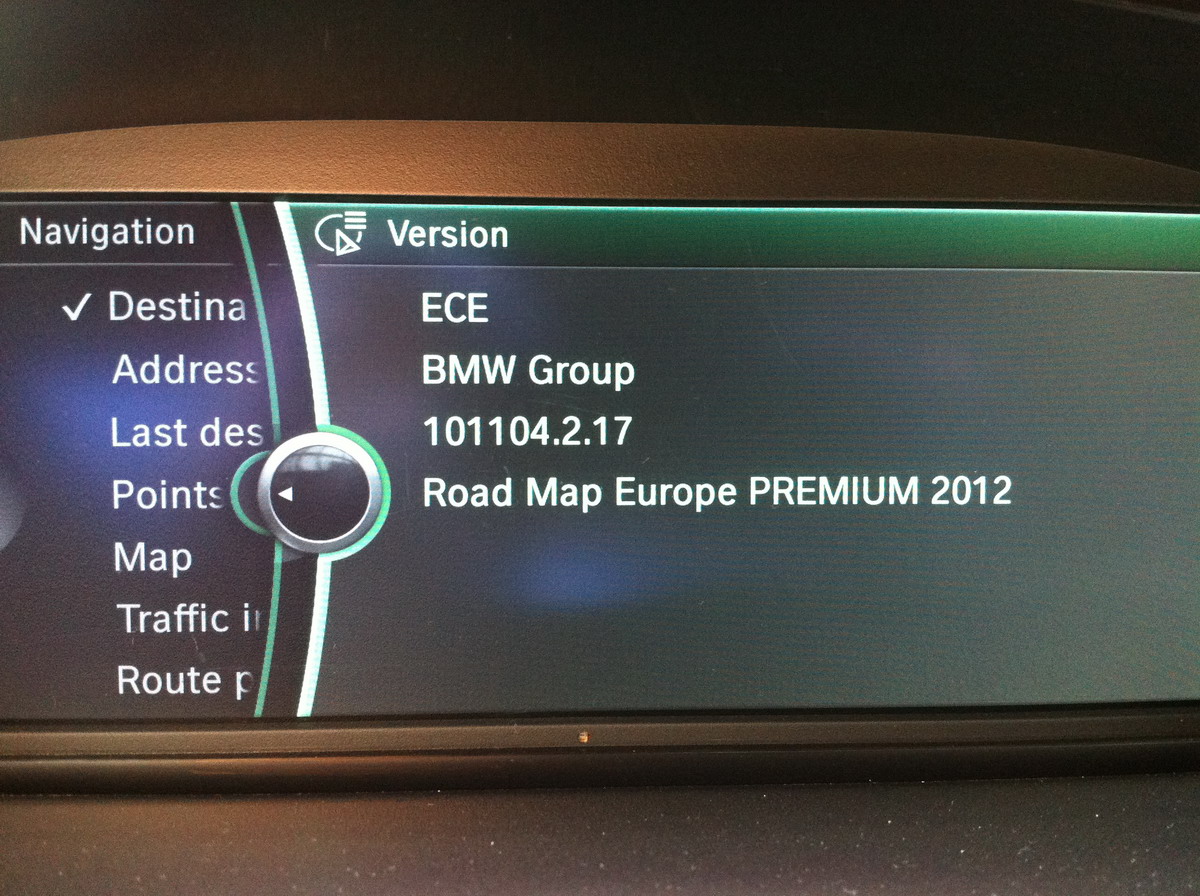 Navigation
Version
✓ Destina
Address
Last des
Points
Map
Traffic
Route
ECE
BMW Group
101104.2.17
Road Map Europe PREMIUM 2012